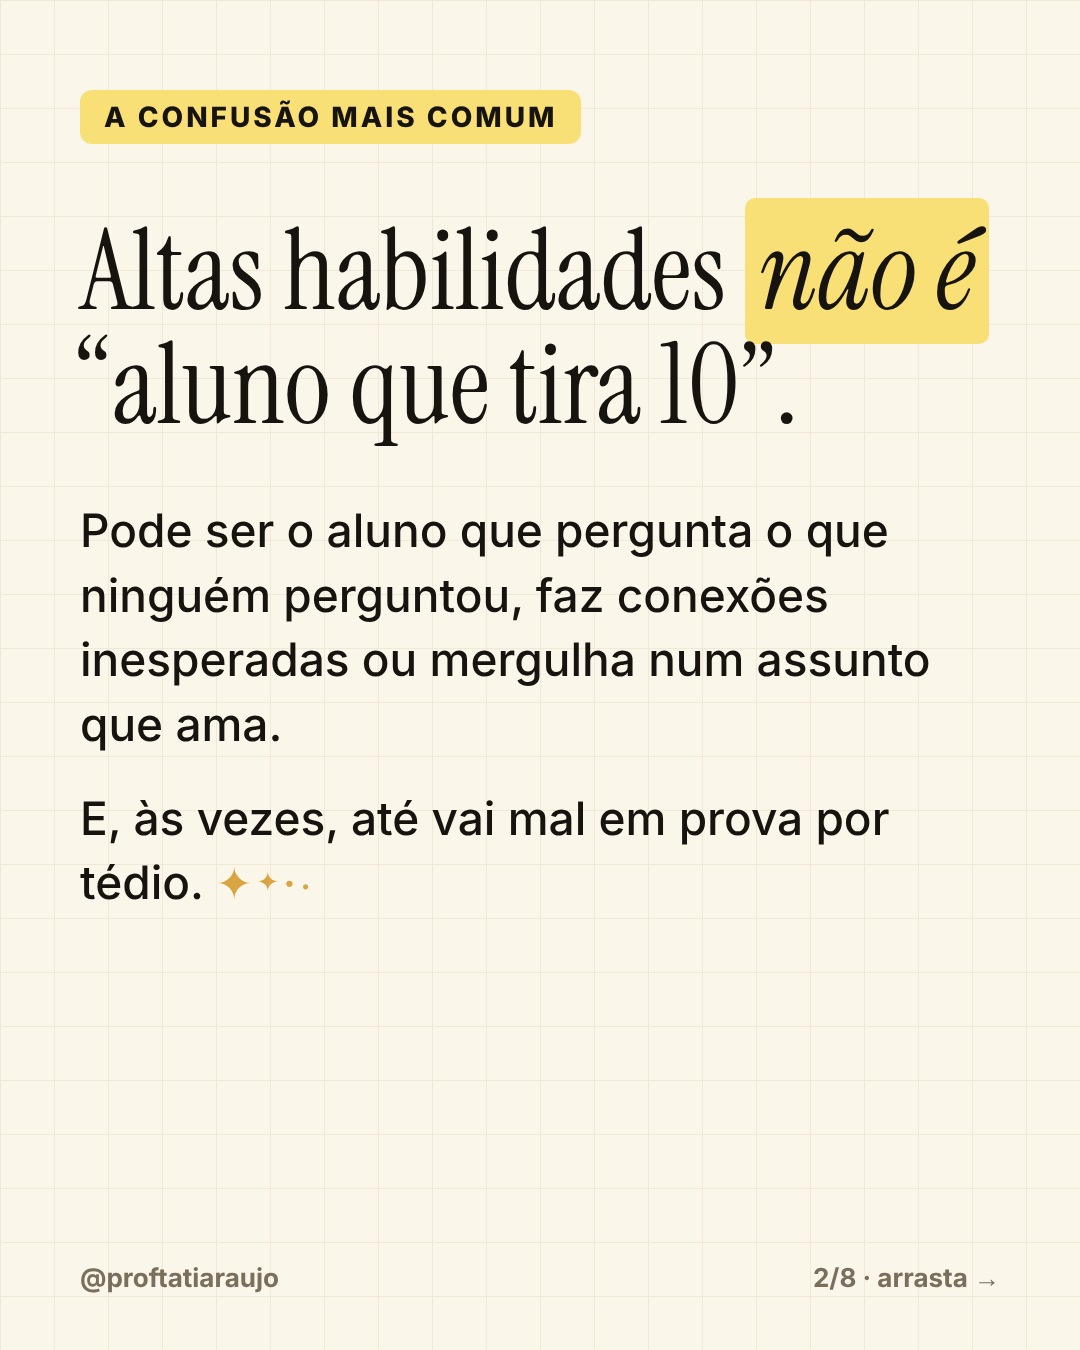 A CONFUSÃO MAIS COMUM
Altas habilidades não é
“aluno que tira 10”.
Pode ser o aluno que pergunta o que
ninguém perguntou, faz conexões
inesperadas ou mergulha num assunto
que ama.
E, às vezes, até vai mal em prova por
tédio.
@proftatiaraujo
2/8 · arrasta →